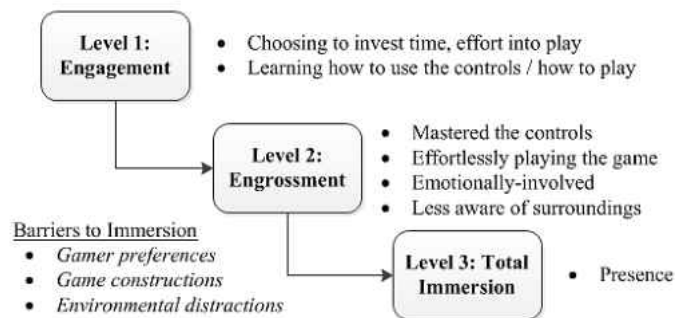 Level 1:
Engagement
• Choosing to invest time, effort into play
• Learning how to use the controls / how to play
Level 2:
Engrossment
• Mastered the controls
• Effortlessly playing the game
• Emotionally-involved
• Less aware of surroundings
Barriers to Immersion
• Gamer preferences
• Game constructions
• Environmental distractions
Level 3: Total
Immersion
• Presence